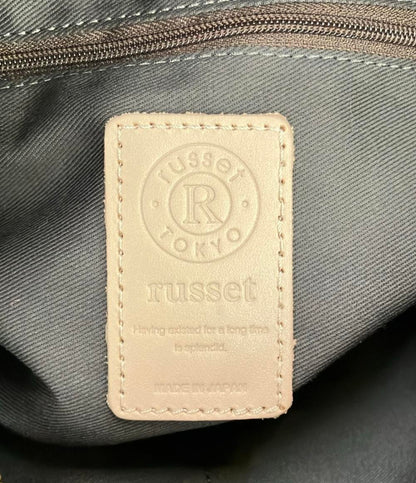 russet
R
TOKYO
russet
Having existed for a long time
is splendid.
MADE IN JAPAN